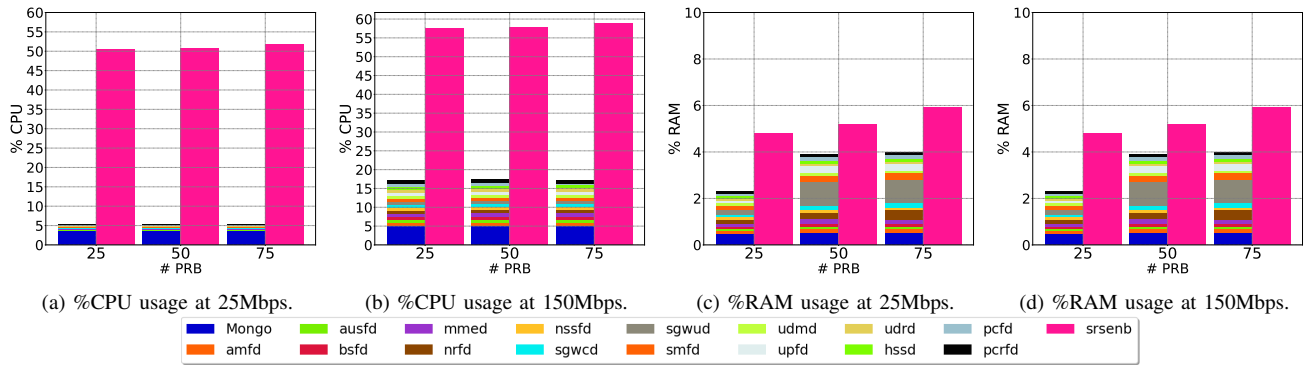 60
55
50
45
40
35
30
25
20
15
10
5
0
% CPU
25 50 75
# PRB
60
55
50
45
40
35
30
25
20
15
10
5
0
% CPU
25 50 75
# PRB
10
8
6
4
2
0
% RAM
25 50 75
# PRB
10
8
6
4
2
0
% RAM
25 50 75
# PRB
(a) %CPU usage at 25Mbps.
(b) %CPU usage at 150Mbps.
(c) %RAM usage at 25Mbps.
(d) %RAM usage at 150Mbps.
Mongo ausfd mmed nssfd sgwud udmd udrd pcfd srsenb
amfd bsfd nrfd sgwcd smfd upfd hssd pcrfd